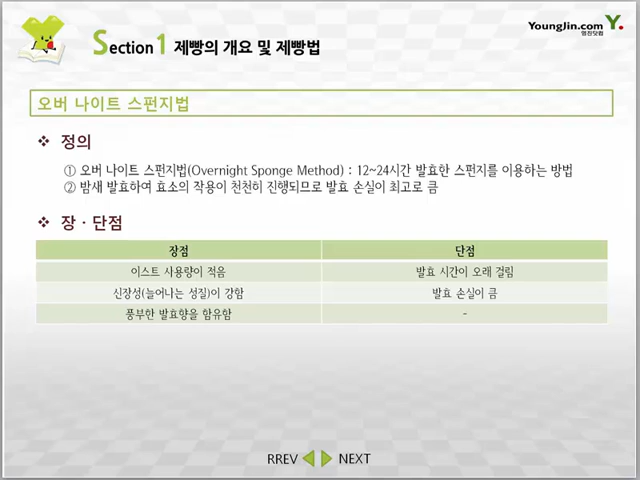 YoungJin.com Y.
영진닷컴
Section 1 제빵의 개요 및 제빵법
오버 나이트 스펀지법
❖ 정의
① 오버 나이트 스펀지법(Overnight Sponge Method) : 12~24시간 발효한 스펀지를 이용하는 방법
② 밤새 발효하여 효소의 작용이 천천히 진행되므로 발효 손실이 최고로 큼
❖ 장 · 단점
장점 단점
이스트 사용량이 적음 발효 시간이 오래 걸림
신장성(늘어나는 성질)이 강함 발효 손실이 큼
풍부한 발효향을 함유함 -
RREV NEXT